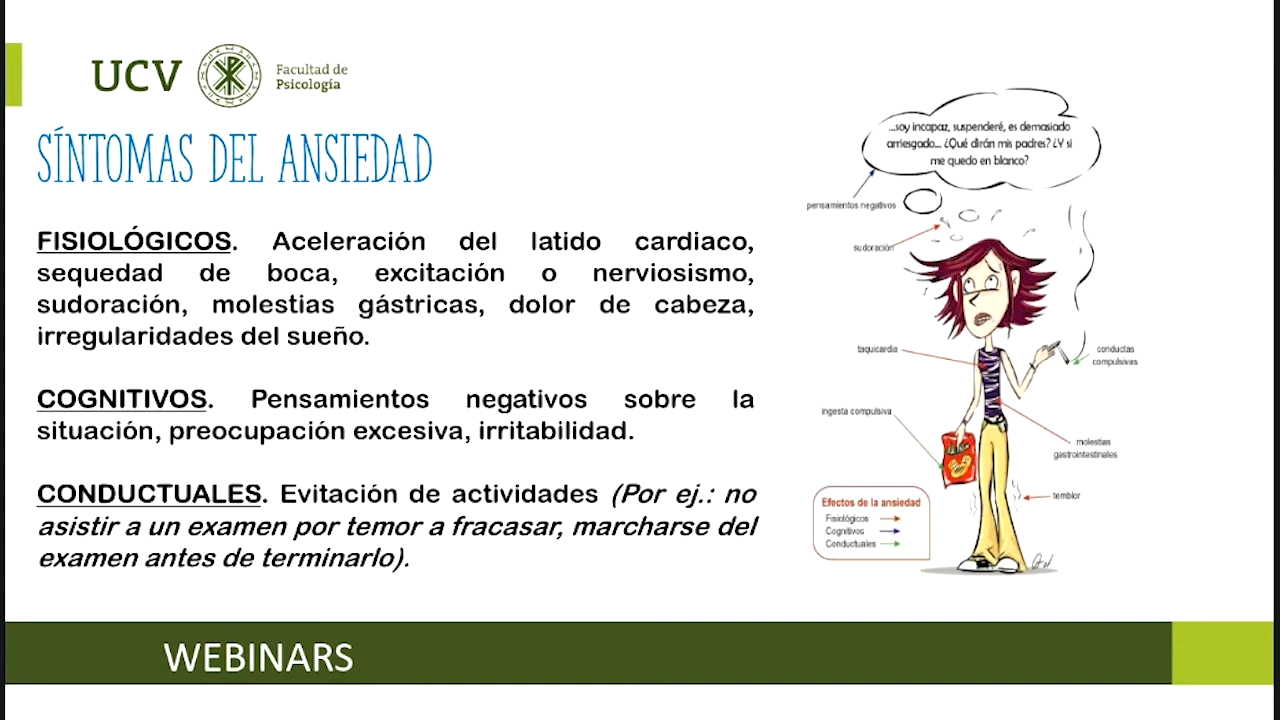 UCV
Facultad de
Psicología
SÍNTOMAS DEL ANSIEDAD
FISIOLÓGICOS. Aceleración del latido cardiaco,
sequedad de boca, excitación o nerviosismo,
sudoración, molestias gástricas, dolor de cabeza,
irregularidades del sueño.
COGNITIVOS. Pensamientos negativos sobre la
situación, preocupación excesiva, irritabilidad.
CONDUCTUALES. Evitación de actividades (Por ej.: no
asistir a un examen por temor a fracasar, marcharse del
examen antes de terminarlo).
...soy incapaz, suspenderé, es demasiado
arriesgado... ¿Qué dirán mis padres? ¿Y si
me quedo en blanco?
pensamientos negativos
sudoración
taquicardia
conductas
compulsivas
ingesta compulsiva
molestias
gastrointestinales
temblor
Efectos de la ansiedad
Fisiológicos
Cognitivos
Conductuales
WEBINARS